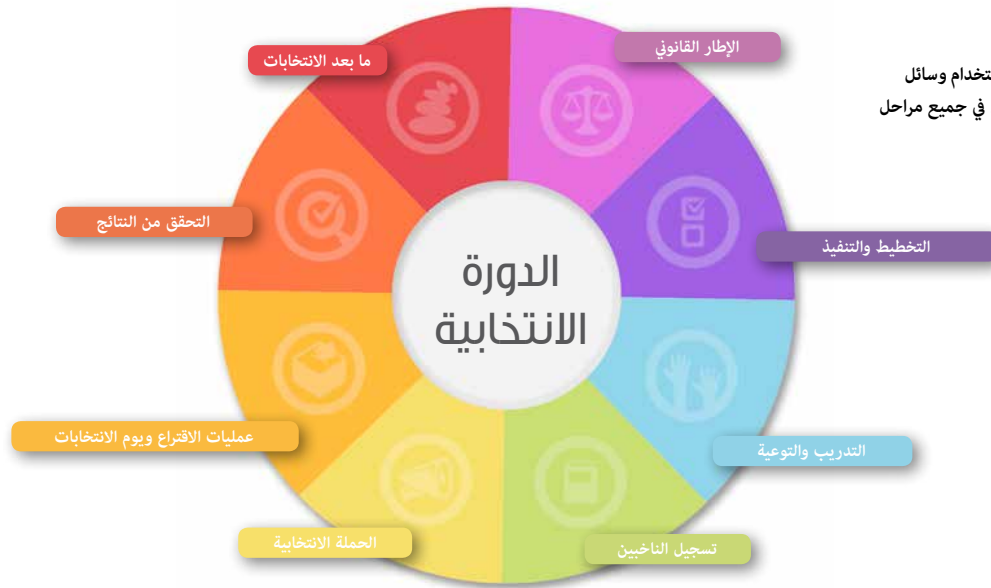 تخدام وسائل
في جميع مراحل
الدورة
الانتخابية
الإطار القانوني
التخطيط والتنفيذ
التدريب والتوعية
تسجيل الناخبين
الحملة الانتخابية
عمليات الاقتراع ويوم الانتخابات
التحقق من النتائج
ما بعد الانتخابات